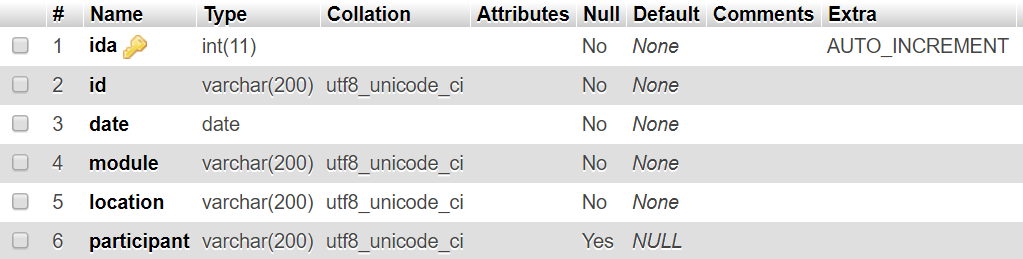 # Name Type Collation Attributes Null Default Comments Extra
1 ida int(11) No None AUTO_INCREMENT
2 id varchar(200) utf8_unicode_ci No None
3 date date No None
4 module varchar(200) utf8_unicode_ci No None
5 location varchar(200) utf8_unicode_ci No None
6 participant varchar(200) utf8_unicode_ci Yes NULL